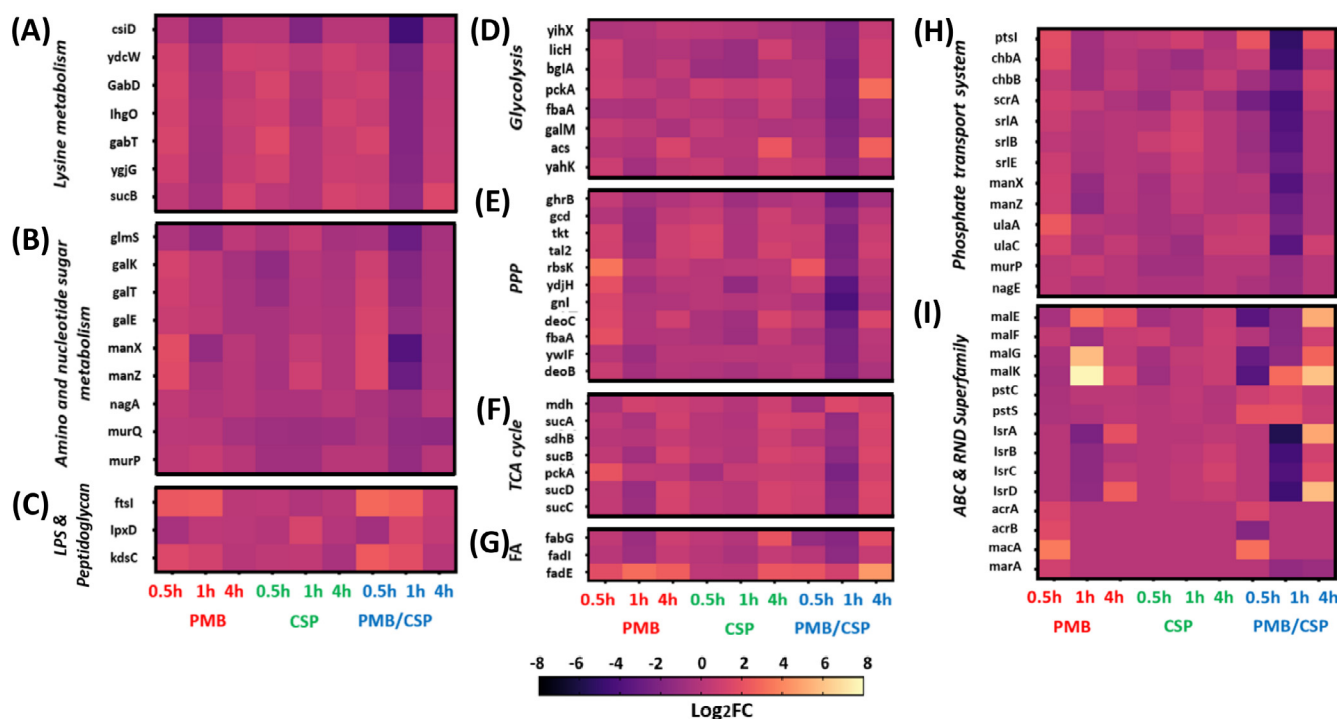 (A)
Lysine metabolism
csiD
ydcW
GabD
lhgO
gabT
ygjG
sucB
(B)
Amino and nucleotide sugar
metabolism
glmS
galK
galT
galE
manX
manZ
nagA
murQ
murP
(C)
LPS &
Peptidoglycan
ftsI
lpxD
kdsC
0.5h 1h 4h 0.5h 1h 4h 0.5h 1h 4h
PMB CSP PMB/CSP
(D)
Glycolysis
yihX
licH
bglA
pckA
fbaA
galM
acs
yahK
(E)
PPP
ghrB
gcd
tkt
tal2
rbsK
ydjH
gnl
deoC
fbaA
ywlF
deoB
(F)
TCA cycle
mdh
sucA
sdhB
sucB
pckA
sucD
sucC
(G)
FA
fabG
fadI
fadE
0.5h 1h 4h 0.5h 1h 4h 0.5h 1h 4h
PMB CSP PMB/CSP
-8 -6 -4 -2 0 2 4 6 8
Log2FC
(H)
Phosphate transport system
ptsI
chbA
chbB
scrA
srlA
srlB
srlE
manX
manZ
ulaA
ulaC
murP
nagE
(I)
ABC & RND Superfamily
malE
malF
malG
malK
pstC
pstS
lsrA
lsrB
lsrC
lsrD
acrA
acrB
macA
marA
0.5h 1h 4h 0.5h 1h 4h 0.5h 1h 4h
PMB CSP PMB/CSP